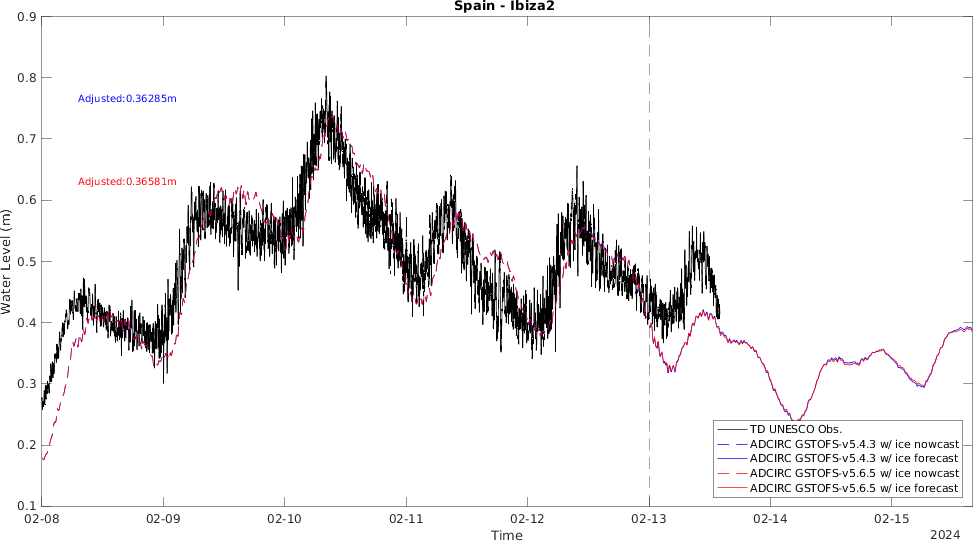 Spain - Ibiza2
0.9
0.8
0.7
0.6
0.5
0.4
0.3
0.2
0.1
Water Level (m)
Adjusted:0.36285m
Adjusted:0.36581m
TD UNESCO Obs.
ADCIRC GSTOFS-v5.4.3 w/ ice nowcast
ADCIRC GSTOFS-v5.4.3 w/ ice forecast
ADCIRC GSTOFS-v5.6.5 w/ ice nowcast
ADCIRC GSTOFS-v5.6.5 w/ ice forecast
02-08 02-09 02-10 02-11 02-12 02-13 02-14 02-15
Time
2024